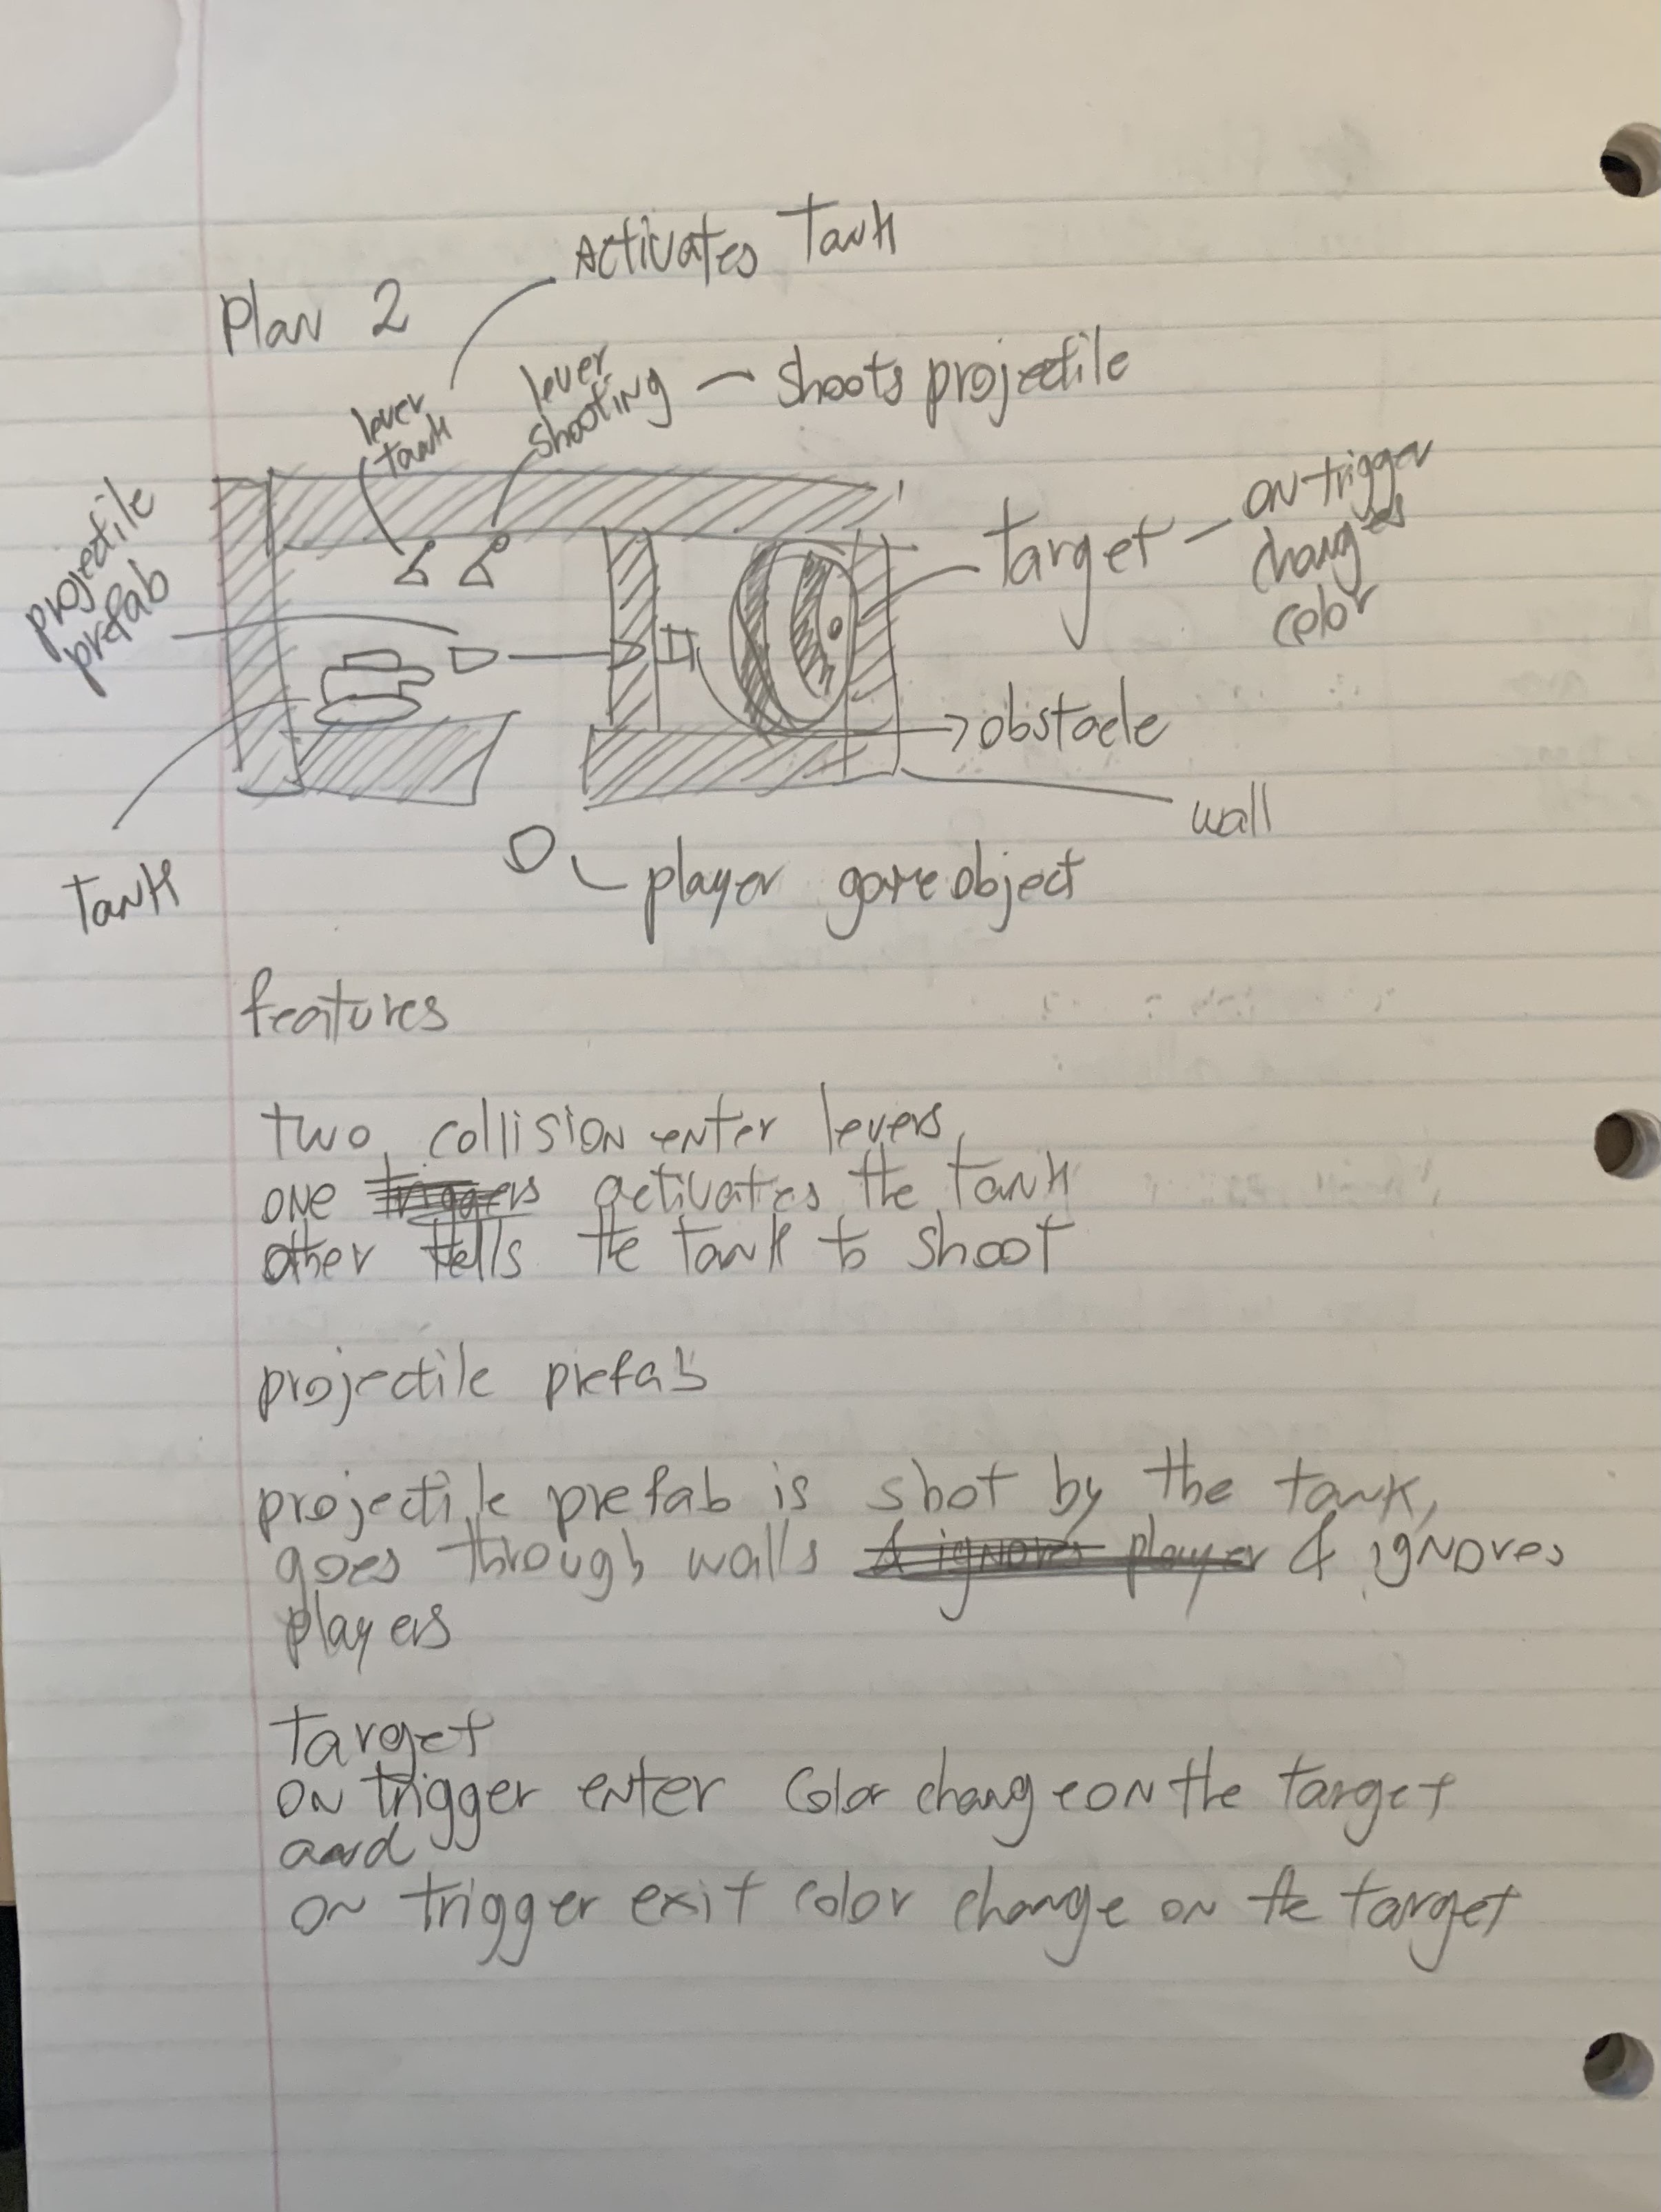 Activates Tank
Plan 2
lever
tank
lever
shooting – shoots projectile
projectile
prefab
target –
on trigger
changes
color
obstacle
wall
Tank
player gameobject
features
two collision enter levers,
one triggers activates the tank
other tells the tank to shoot
projectile prefab
projectile prefab is shot by the tank,
goes through walls & ignores player & ignores
players
Target
on trigger enter color change on the target
and
on trigger exit color change on the target